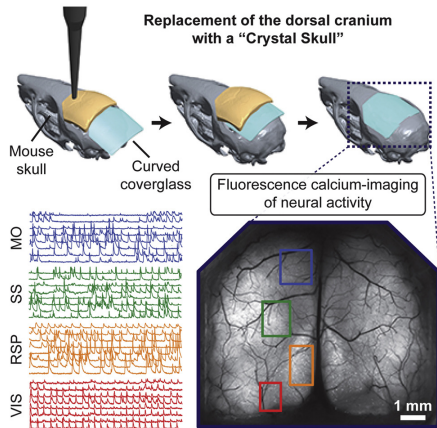 Replacement of the dorsal cranium
with a “Crystal Skull”
Mouse
skull
Curved
coverglass
Fluorescence calcium-imaging
of neural activity
MO
SS
RSP
VIS
1 mm